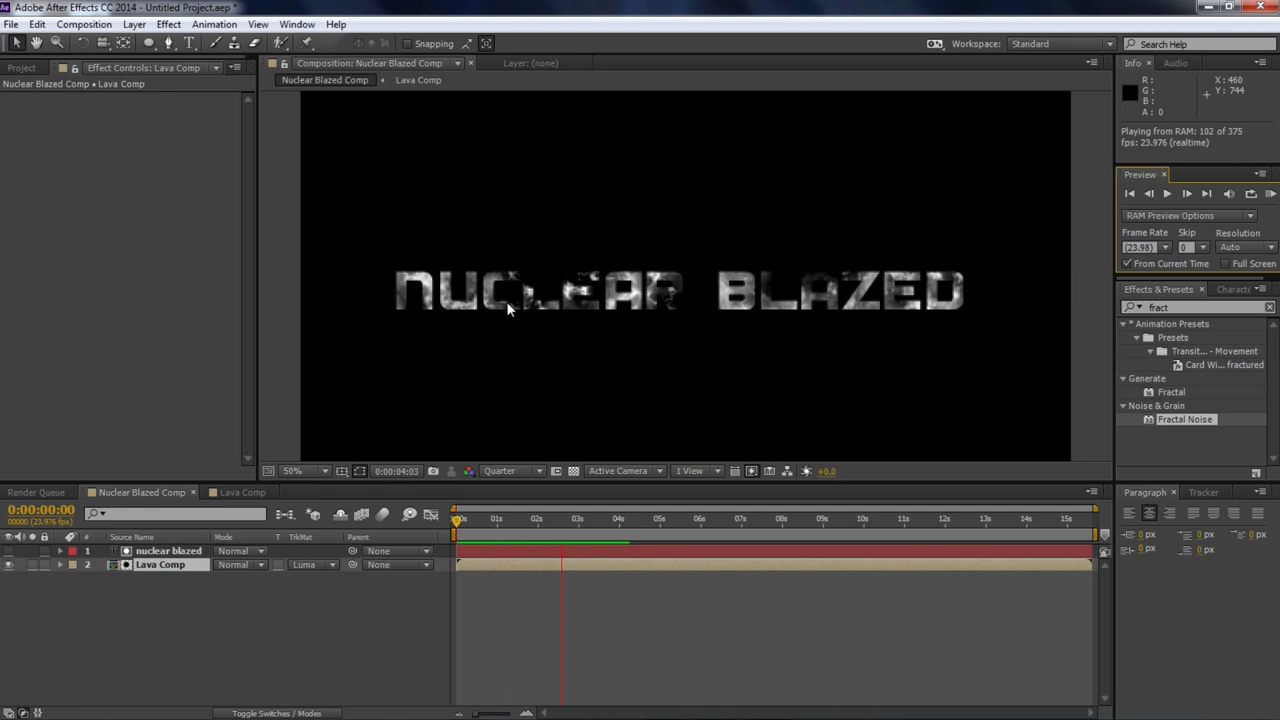 Adobe After Effects CC 2014 - Untitled Project.aep *
File Edit Composition Layer Effect Animation View Window Help
Snapping
Workspace: Standard
Search Help
Project
Effect Controls: Lava Comp
Composition: Nuclear Blazed Comp
Layer: (none)
Info
Audio
Nuclear Blazed Comp • Lava Comp
Nuclear Blazed Comp
Lava Comp
R :
G :
B :
A : 0
X : 460
Y : 744
Playing from RAM: 102 of 375
fps: 23.976 (realtime)
Preview
RAM Preview Options
Frame Rate Skip Resolution
(23.98) 0 Auto
From Current Time Full Screen
NUCLEAR BLAZED
Effects & Presets
fract
* Animation Presets
Presets
Transit... - Movement
Card Wi... fractured
Generate
Fractal
Noise & Grain
Fractal Noise
50% 0:00:04:03 Quarter Active Camera 1 View +0.0
Render Queue
Nuclear Blazed Comp
Lava Comp
Paragraph
Tracker
0:00:00:00
00000 (23.976 fps)
01s 02s 03s 04s 05s 06s 07s 08s 09s 10s 11s 12s 13s 14s 15s
# Source Name Mode T TrkMat Parent
1 nuclear blazed Normal None
2 Lava Comp Normal Luma None
0 px 0 px 0 px
0 px 0 px
Toggle Switches / Modes